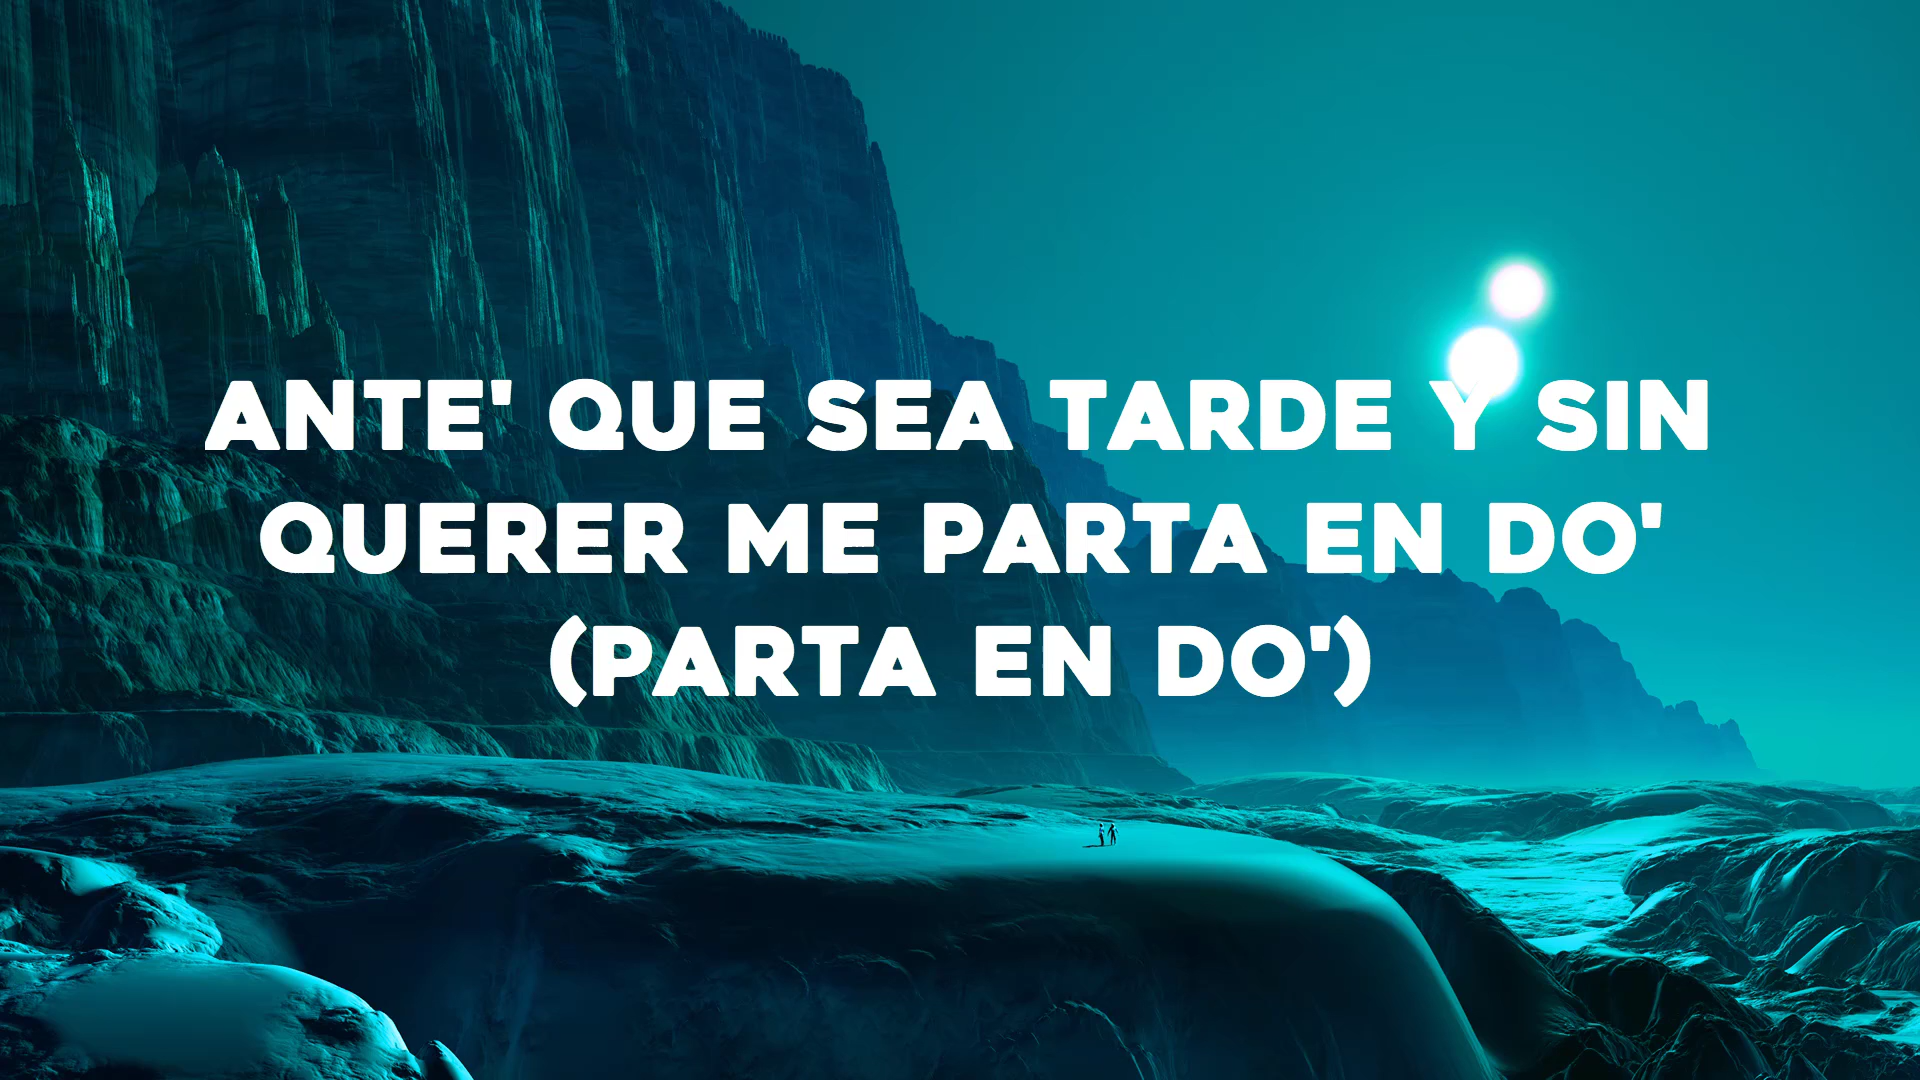 ANTE' QUE SEA TARDE Y SIN
QUERER ME PARTA EN DO'
(PARTA EN DO')